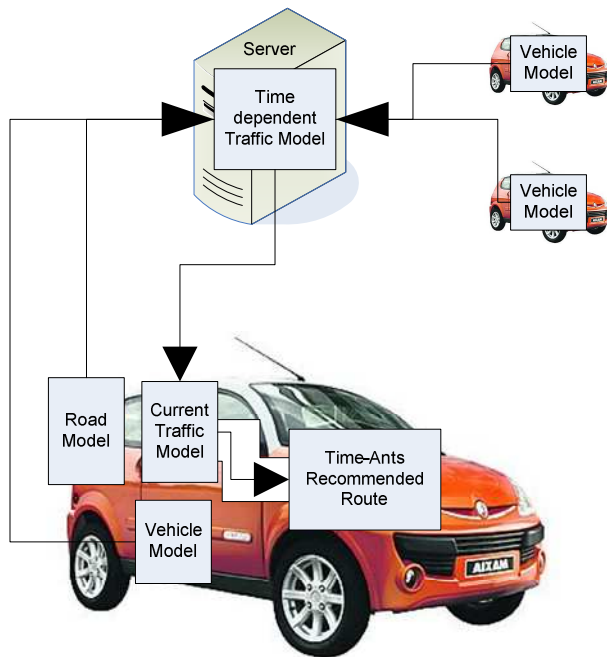 Server
Time
dependent
Traffic Model
Vehicle
Model
Vehicle
Model
Road
Model
Current
Traffic
Model
Time-Ants
Recommended
Route
Vehicle
Model
AIXAM